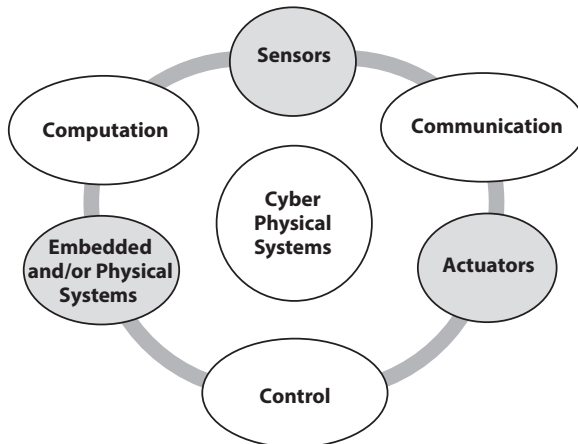 Sensors
Computation
Communication
Cyber
Physical
Systems
Embedded
and/or Physical
Systems
Actuators
Control